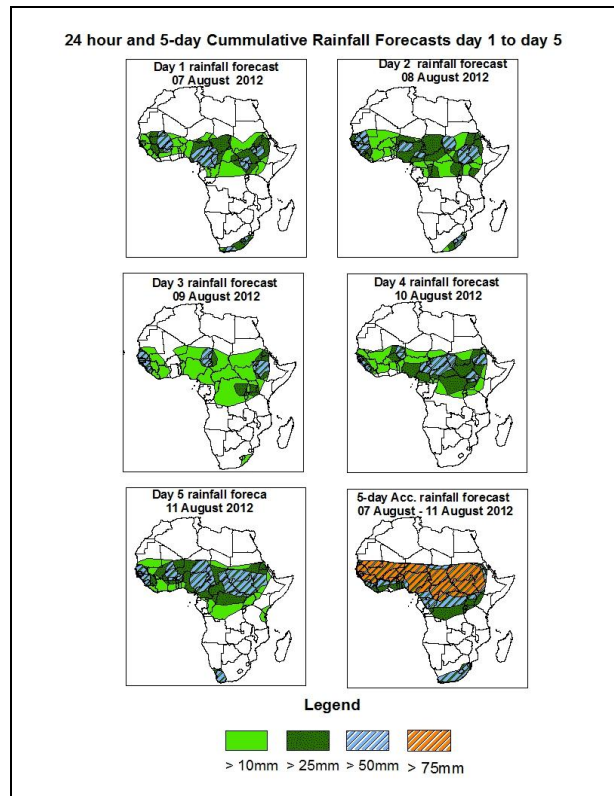 24 hour and 5-day Cummulative Rainfall Forecasts day 1 to day 5
Day 1 rainfall forecast
07 August 2012
Day 2 rainfall forecast
08 August 2012
Day 3 rainfall forecast
09 August 2012
Day 4 rainfall forecast
10 August 2012
Day 5 rainfall foreca
11 August 2012
5-day Acc. rainfall forecast
07 August - 11 August 2012
Legend
> 10mm > 25mm > 50mm > 75mm